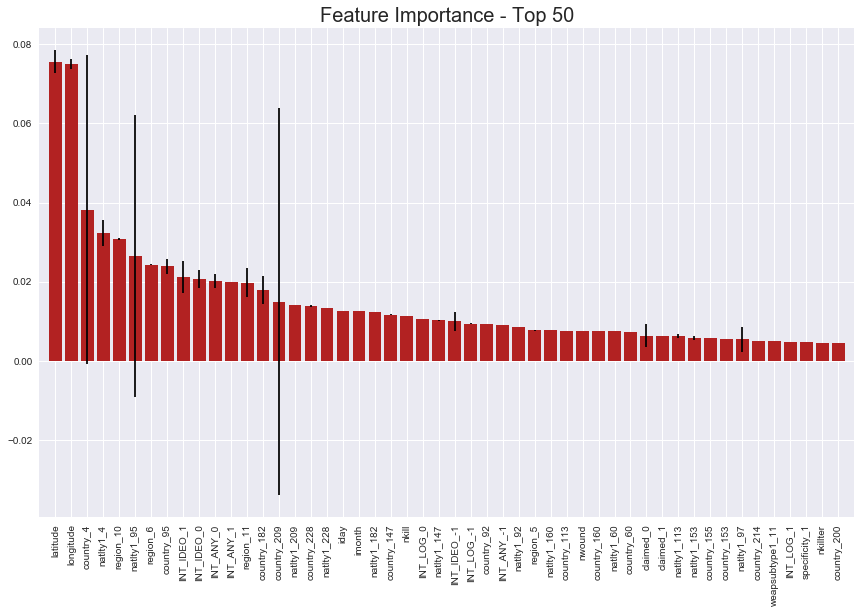 Feature Importance - Top 50
0.08
0.06
0.04
0.02
0.00
−0.02
latitude
longitude
country_4
natlty1_4
region_10
natlty1_95
region_6
country_95
INT_IDEO_1
INT_IDEO_0
INT_ANY_0
INT_ANY_1
region_11
country_182
country_209
natlty1_209
country_228
natlty1_228
iday
imonth
natlty1_182
country_147
nkill
INT_LOG_0
natlty1_147
INT_IDEO_-1
INT_LOG_-1
country_92
INT_ANY_-1
natlty1_92
region_5
natlty1_160
country_113
nwound
country_160
natlty1_60
country_60
claimed_0
claimed_1
natlty1_113
natlty1_153
country_155
country_153
natlty1_97
country_214
weapsubtype1_11
INT_LOG_1
specificity_1
nkillter
country_200